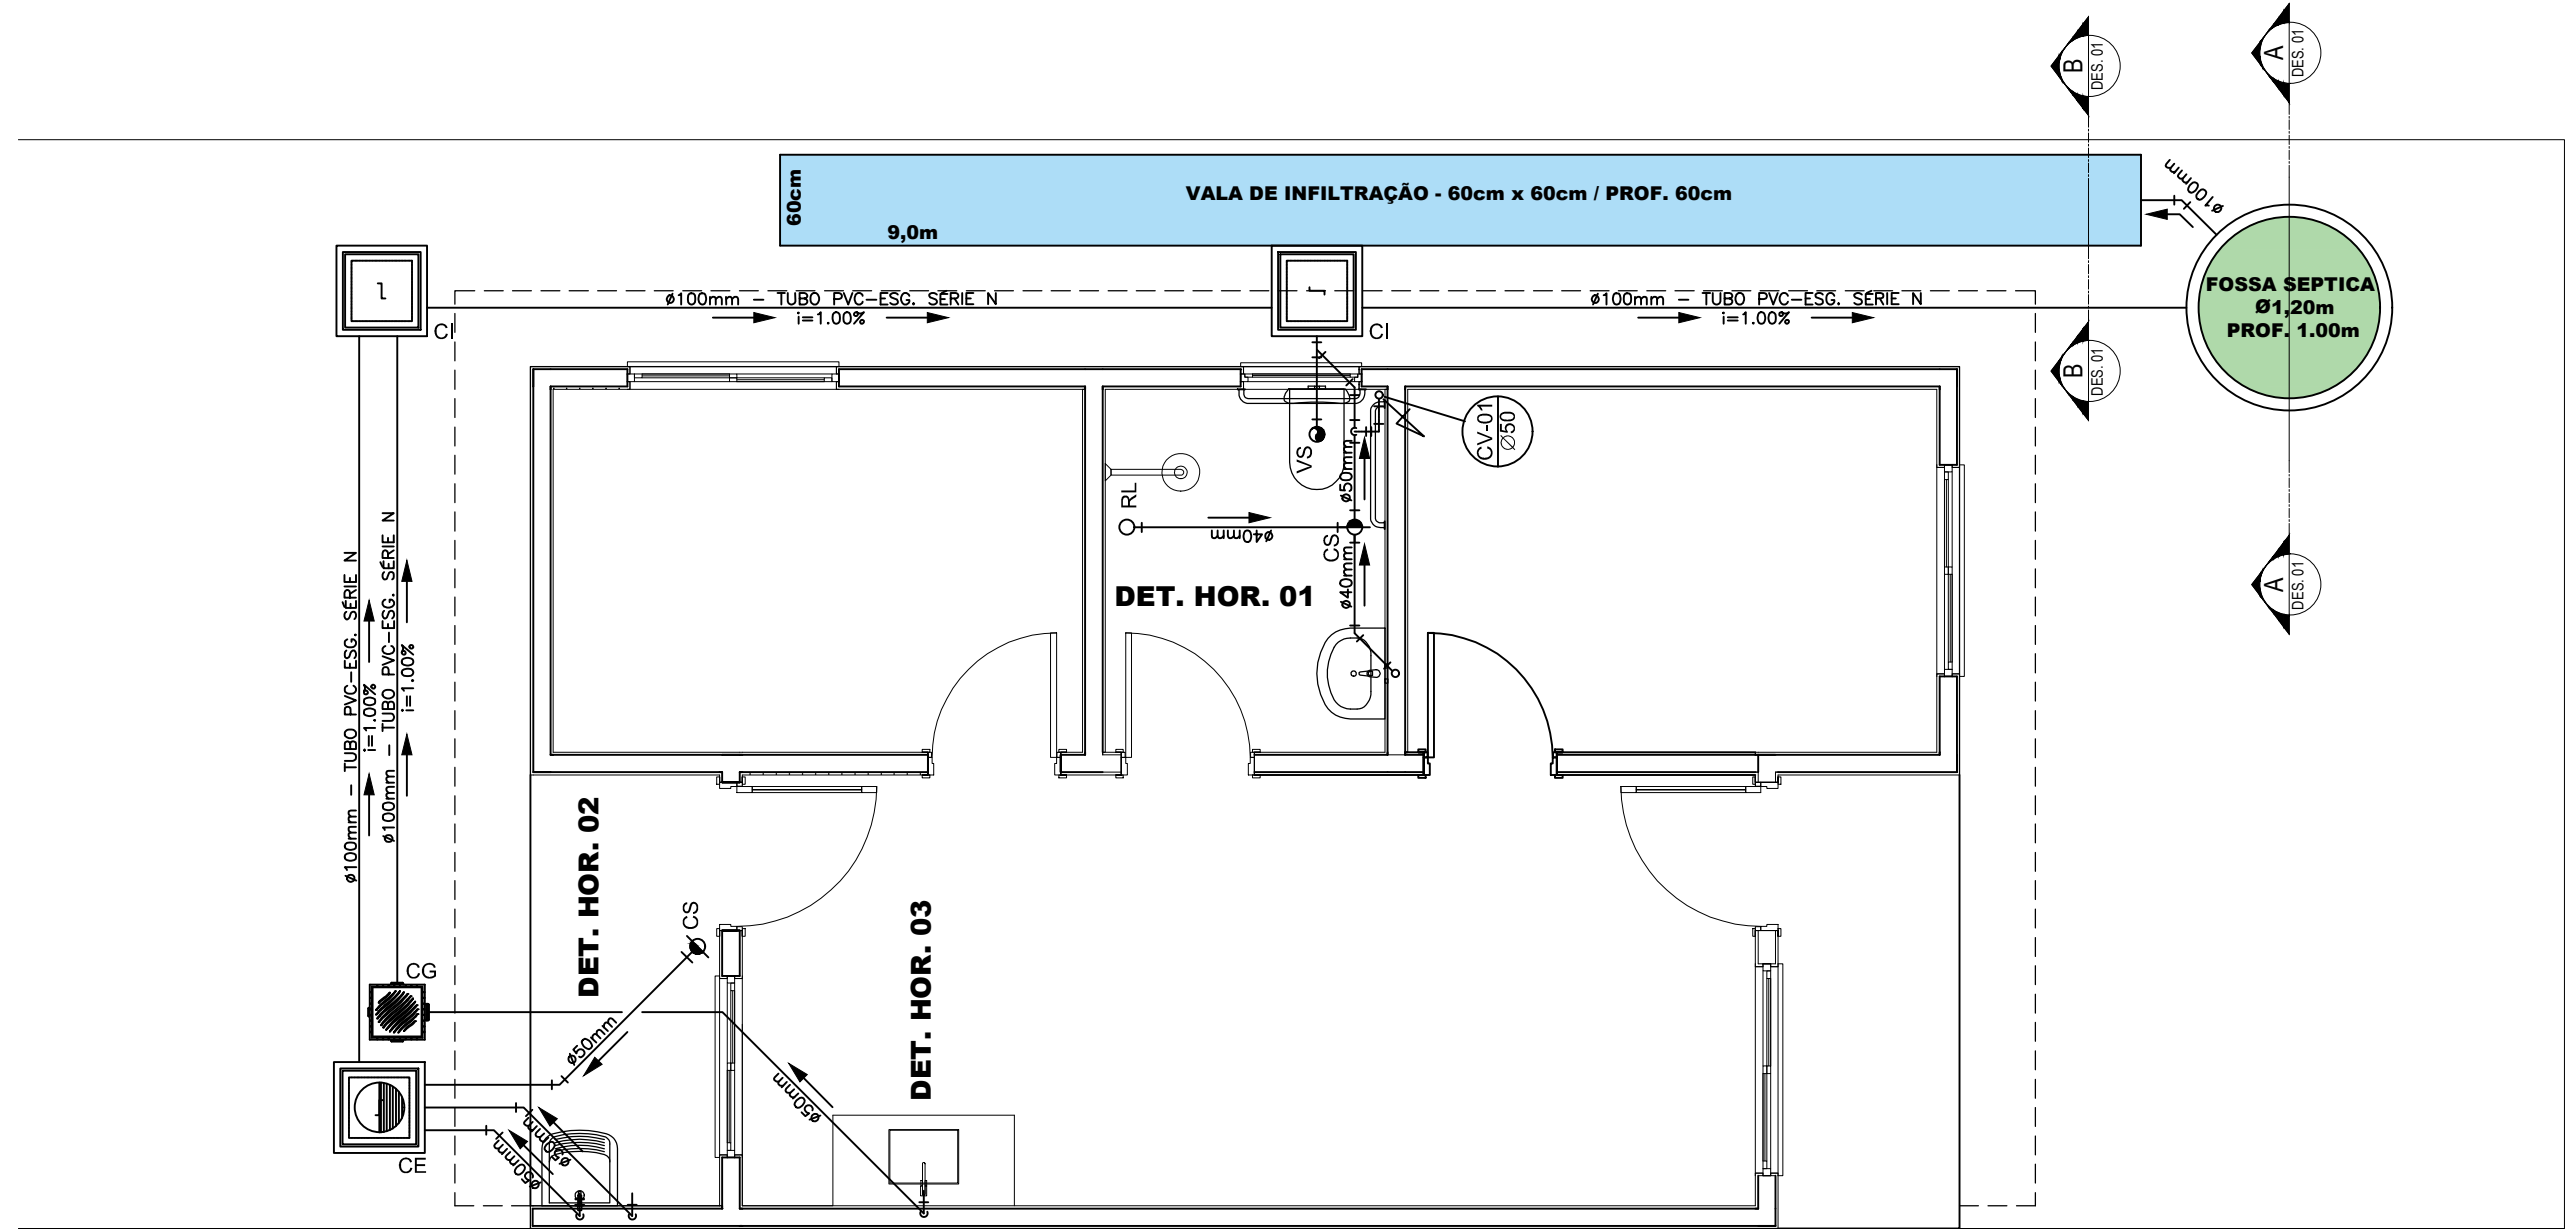 B
DES. 01
A
DES. 01
60cm
VALA DE INFILTRAÇÃO - 60cm x 60cm / PROF. 60cm
9,0m
ø100mm
FOSSA SEPTICA
Ø1,20m
PROF. 1.00m
CI
ø100mm – TUBO PVC–ESG. SÉRIE N
i=1.00%
CI
ø100mm – TUBO PVC–ESG. SÉRIE N
i=1.00%
B
DES. 01
CV-01
Ø50
VS
ø50mm
RL
ø40mm
CS
ø40mm
DET. HOR. 01
A
DES. 01
ø100mm – TUBO PVC–ESG. SÉRIE N
i=1.00%
ø100mm – TUBO PVC–ESG. SÉRIE N
i=1.00%
DET. HOR. 02
CS
DET. HOR. 03
CG
ø50mm
ø50mm
ø50mm
ø50mm
CE